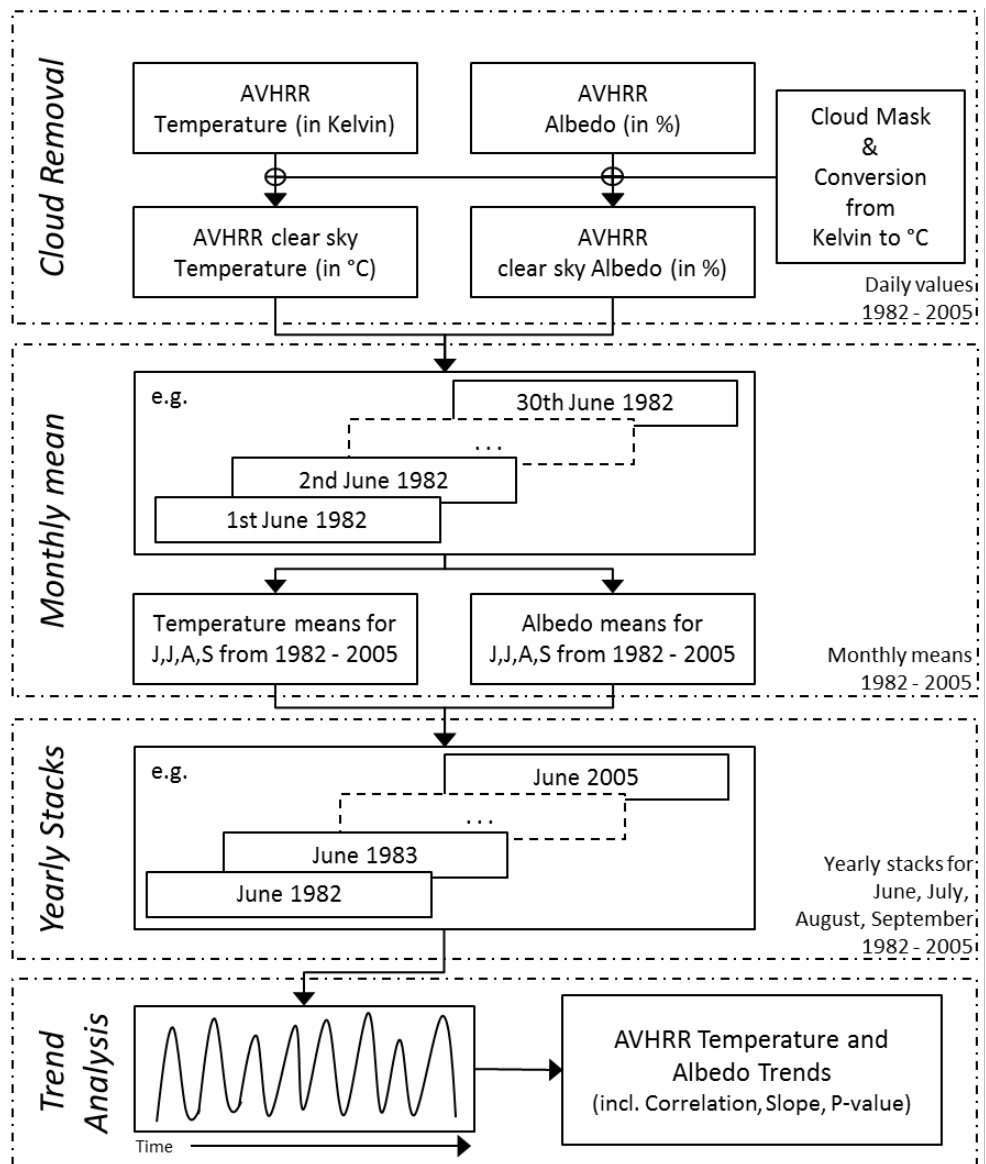 Cloud Removal
AVHRR
Temperature (in Kelvin)
AVHRR
Albedo (in %)
Cloud Mask
&
Conversion
from
Kelvin to °C
AVHRR clear sky
Temperature (in °C)
AVHRR
clear sky Albedo (in %)
Daily values
1982 - 2005
Monthly mean
e.g.
30th June 1982
...
2nd June 1982
1st June 1982
Temperature means for
J,J,A,S from 1982 - 2005
Albedo means for
J,J,A,S from 1982 - 2005
Monthly means
1982 - 2005
Yearly Stacks
e.g.
June 2005
...
June 1983
June 1982
Yearly stacks for
June, July,
August, September
1982 - 2005
Trend
Analysis
Time
AVHRR Temperature and
Albedo Trends
(incl. Correlation, Slope, P-value)